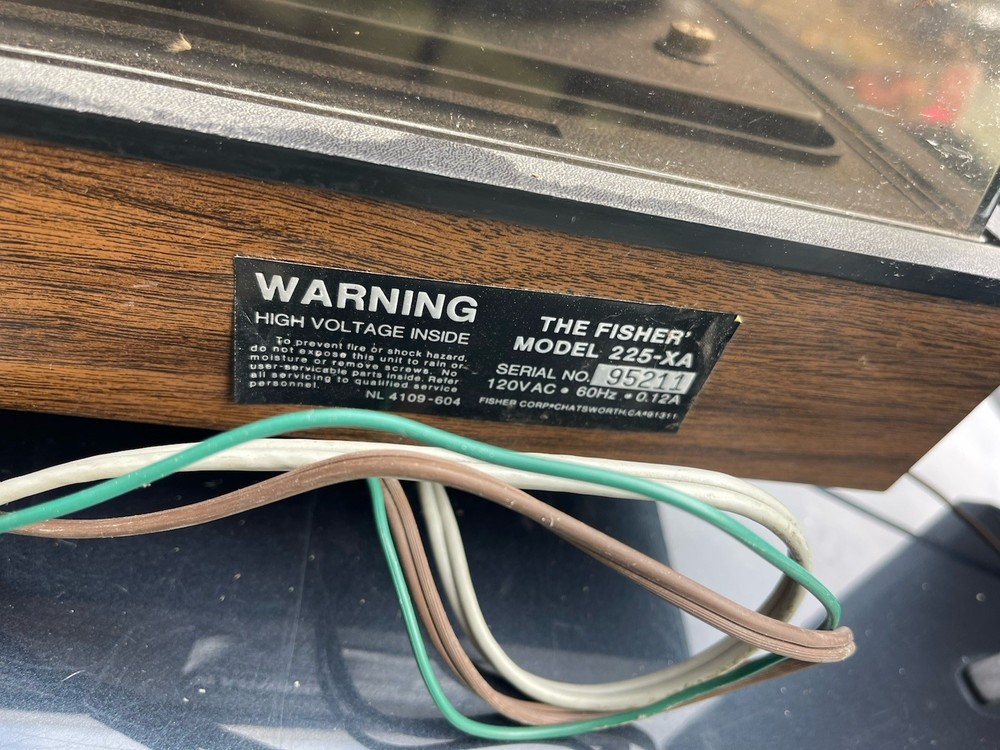 WARNING
HIGH VOLTAGE INSIDE
To prevent fire or shock hazard,
do not expose this unit to rain or
moisture or remove screws. No
user-servicable parts inside. Refer
all servicing to qualified service
personnel.
NL 4109-604
THE FISHER'
MODEL 225-XA
SERIAL NO. 95211
120VAC • 60Hz • 0.12A
FISHER CORP•CHATSWORTH,CA•91311